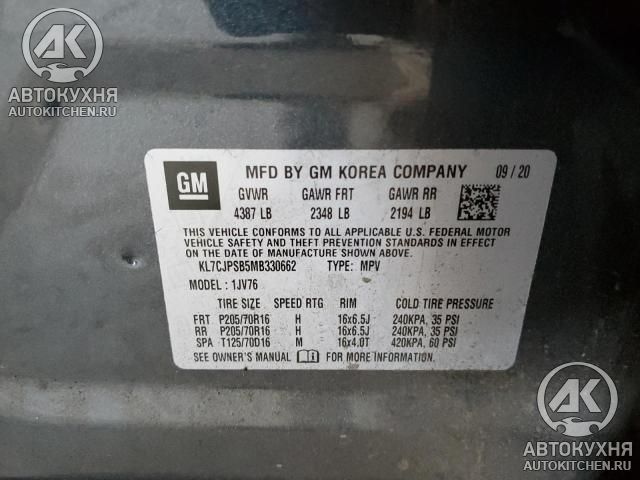 AK
АВТОКУХНЯ
AUTOKITCHEN.RU
GM
MFD BY GM KOREA COMPANY 09 / 20
GVWR GAWR FRT GAWR RR
4387 LB 2348 LB 2194 LB
THIS VEHICLE CONFORMS TO ALL APPLICABLE U.S. FEDERAL MOTOR
VEHICLE SAFETY AND THEFT PREVENTION STANDARDS IN EFFECT
ON THE DATE OF MANUFACTURE SHOWN ABOVE.
KL7CJPSB5MB330662 TYPE: MPV
MODEL: 1JV76
TIRE SIZE SPEED RTG RIM COLD TIRE PRESSURE
FRT P205/70R16 H 16x6.5J 240KPA, 35 PSI
RR P205/70R16 H 16x6.5J 240KPA, 35 PSI
SPA T125/70D16 M 16x4.0T 420KPA, 60 PSI
SEE OWNER'S MANUAL FOR MORE INFORMATION
AK
АВТОКУХНЯ
AUTOKITCHEN.RU